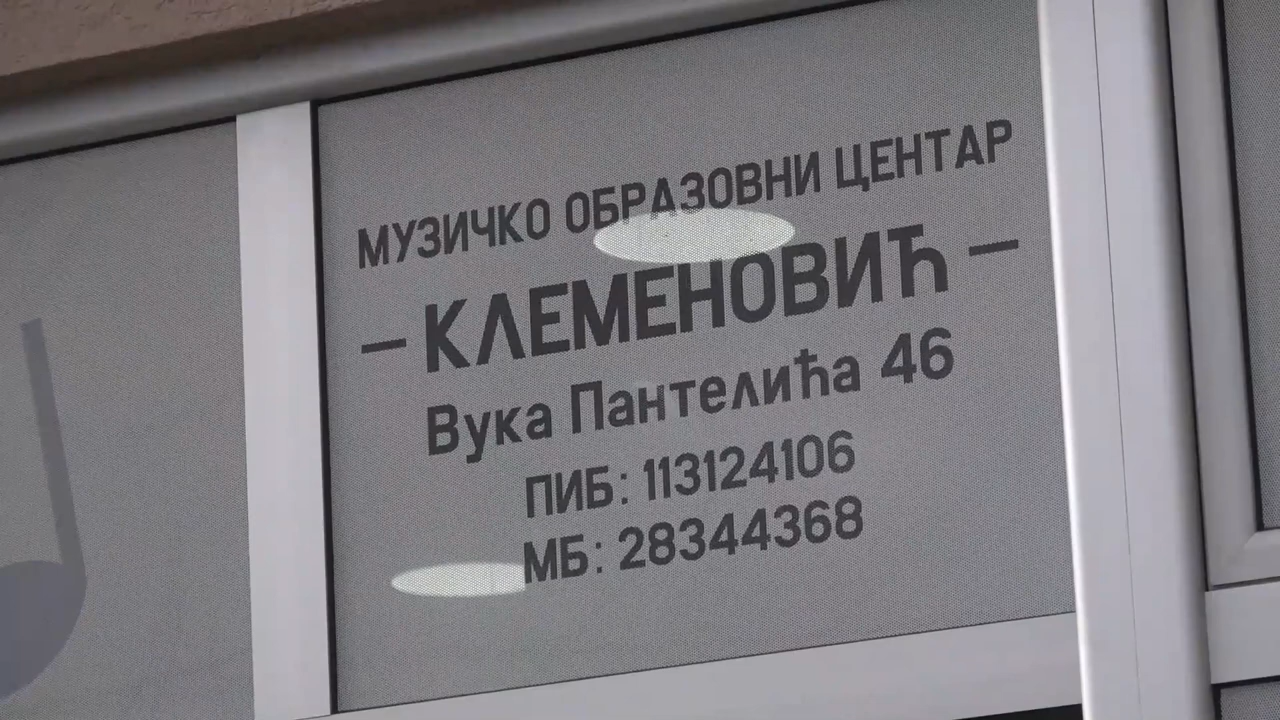 МУЗИЧКО ОБРАЗОВНИ ЦЕНТАР
– КЛЕМЕНОВИЋ –
Вука Пантелића 46
ПИБ: 113124106
МБ: 28344368